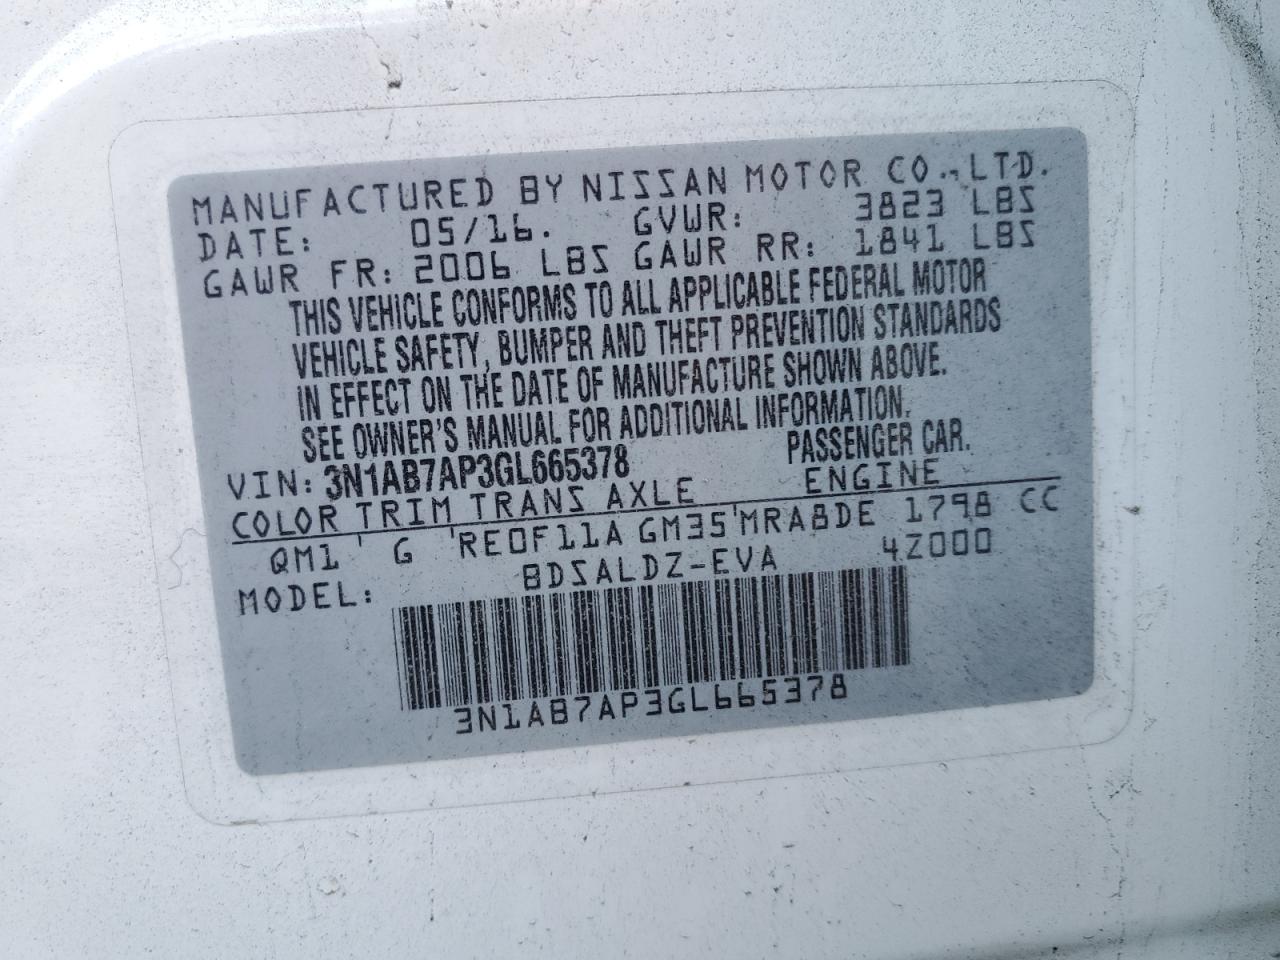 MANUFACTURED BY NISSAN MOTOR CO., LTD.
DATE: 05/16. GVWR: 3823 LBS
GAWR FR: 2006 LBS GAWR RR: 1841 LBS
THIS VEHICLE CONFORMS TO ALL APPLICABLE FEDERAL MOTOR
VEHICLE SAFETY, BUMPER AND THEFT PREVENTION STANDARDS
IN EFFECT ON THE DATE OF MANUFACTURE SHOWN ABOVE.
SEE OWNER'S MANUAL FOR ADDITIONAL INFORMATION.
VIN: 3N1AB7AP3GL665378 PASSENGER CAR.
COLOR TRIM TRANS AXLE ENGINE
QM1 ' G 'RE0F11A GM35'MRA8DE 1798 CC
MODEL: BDSALDZ-EVA 4Z000
3N1AB7AP3GL665378